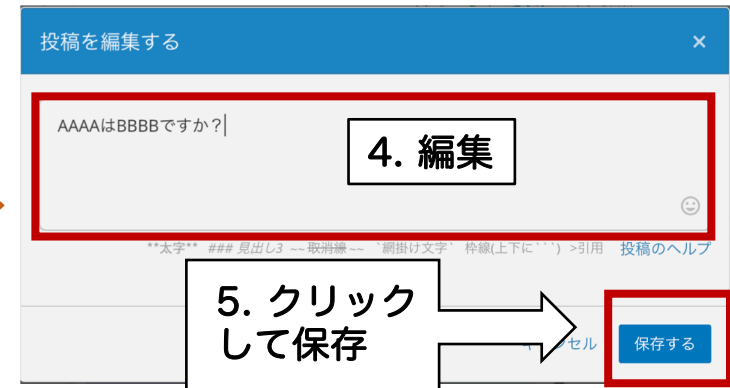 投稿を編集する ×
AAAAはBBBBですか?
4. 編集
**太字** ### 見出し3 ~~取消線~~ `網掛け文字` 枠線(上下に```) >引用 投稿のヘルプ
5. クリック
して保存
セル
保存する